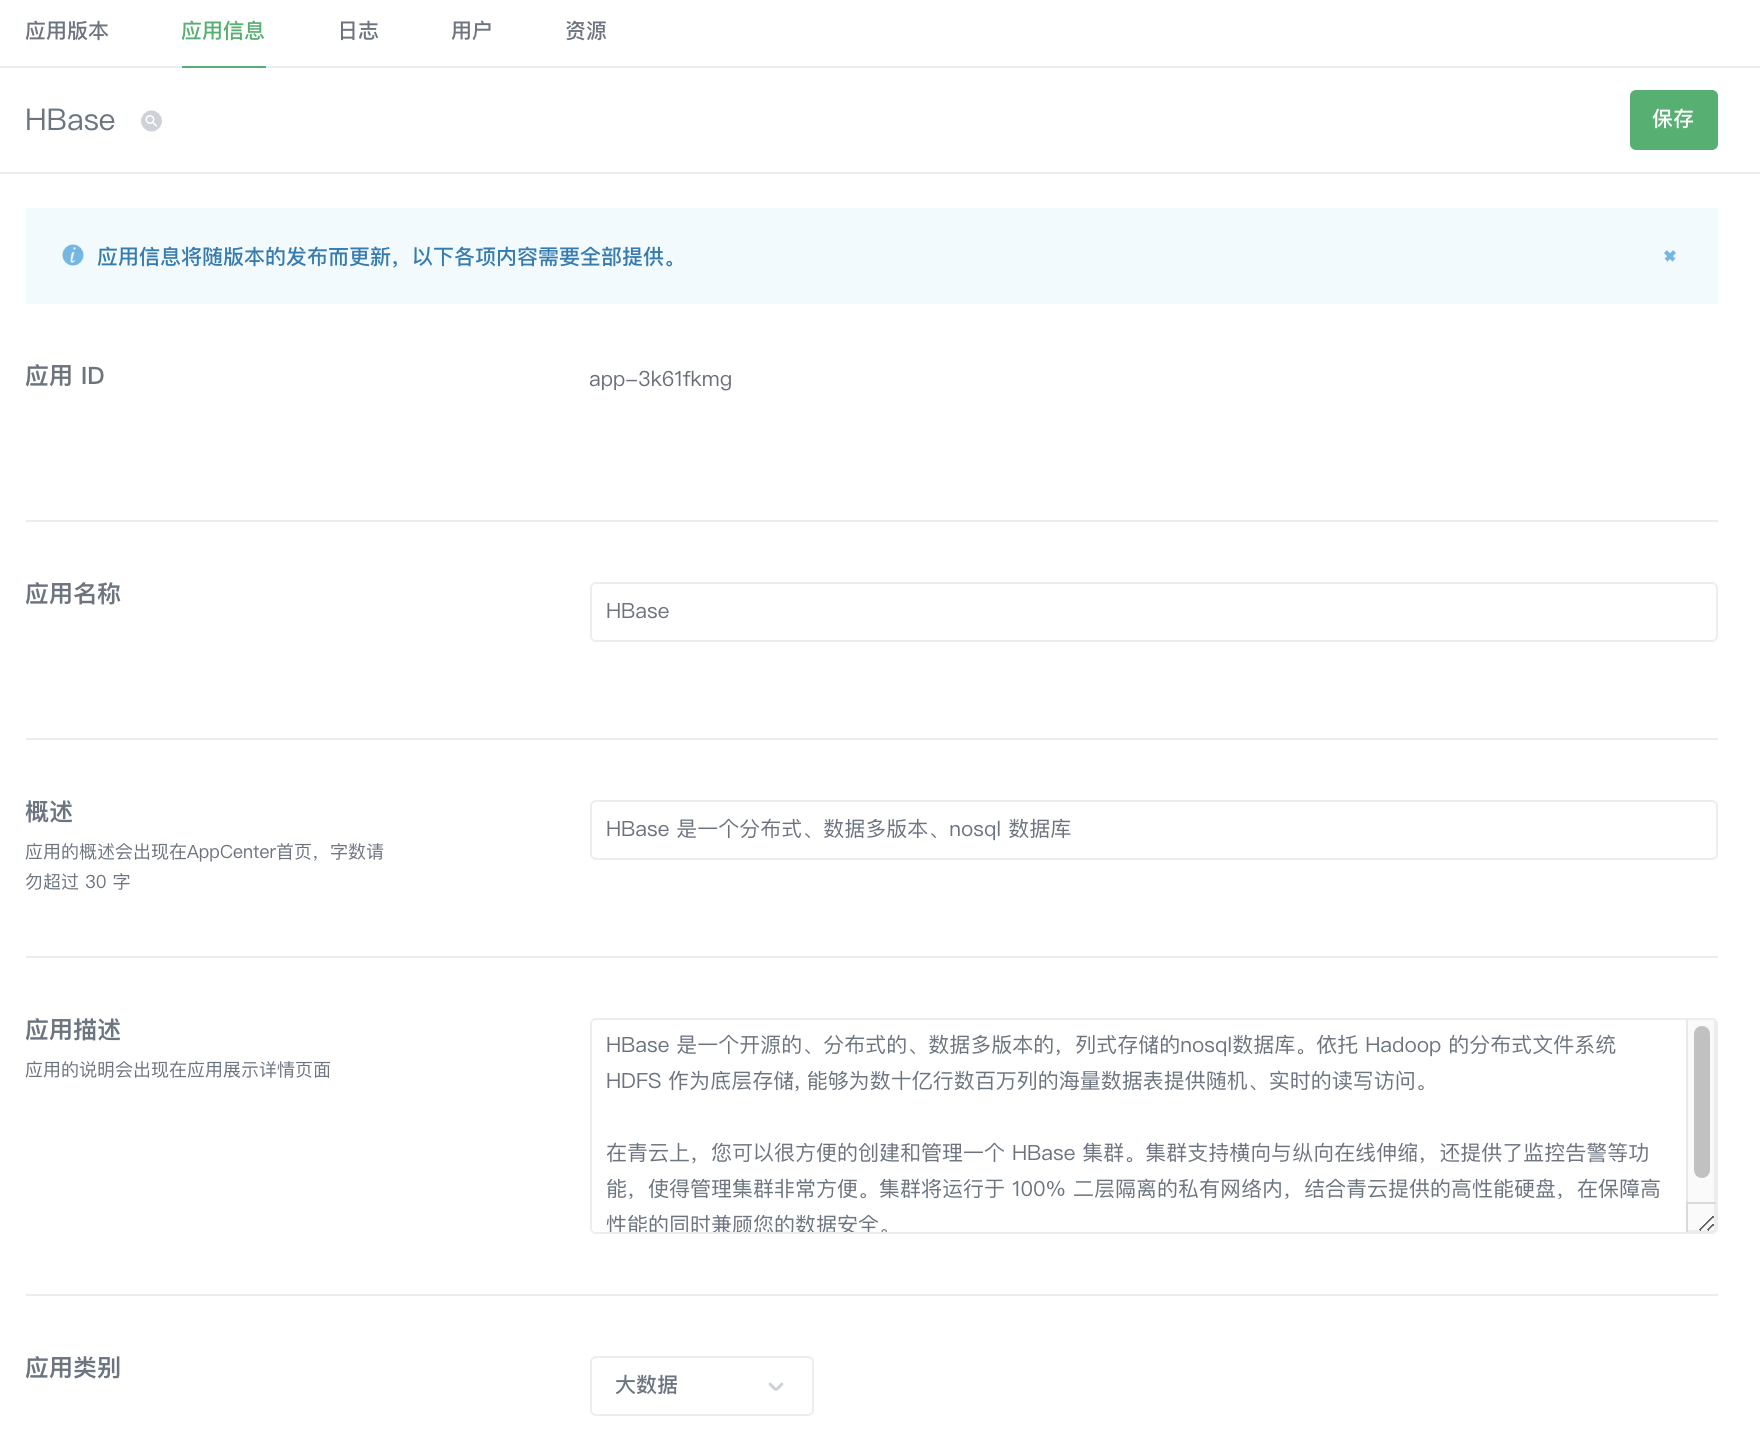 应用版本
应用信息
日志
用户
资源
HBase
保存
应用信息将随版本的发布而更新，以下各项内容需要全部提供。
应用 ID
app-3k61fkmg
应用名称
HBase
概述
应用的概述会出现在AppCenter首页，字数请
勿超过 30 字
HBase 是一个分布式、数据多版本、nosql 数据库
应用描述
应用的说明会出现在应用展示详情页面
HBase 是一个开源的、分布式的、数据多版本的，列式存储的nosql数据库。依托 Hadoop 的分布式文件系统
HDFS 作为底层存储, 能够为数十亿行数百万列的海量数据表提供随机、实时的读写访问。
在青云上，您可以很方便的创建和管理一个 HBase 集群。集群支持横向与纵向在线伸缩，还提供了监控告警等功
能，使得管理集群非常方便。集群将运行于 100% 二层隔离的私有网络内，结合青云提供的高性能硬盘，在保障高
性能的同时兼顾您的数据安全。
应用类别
大数据